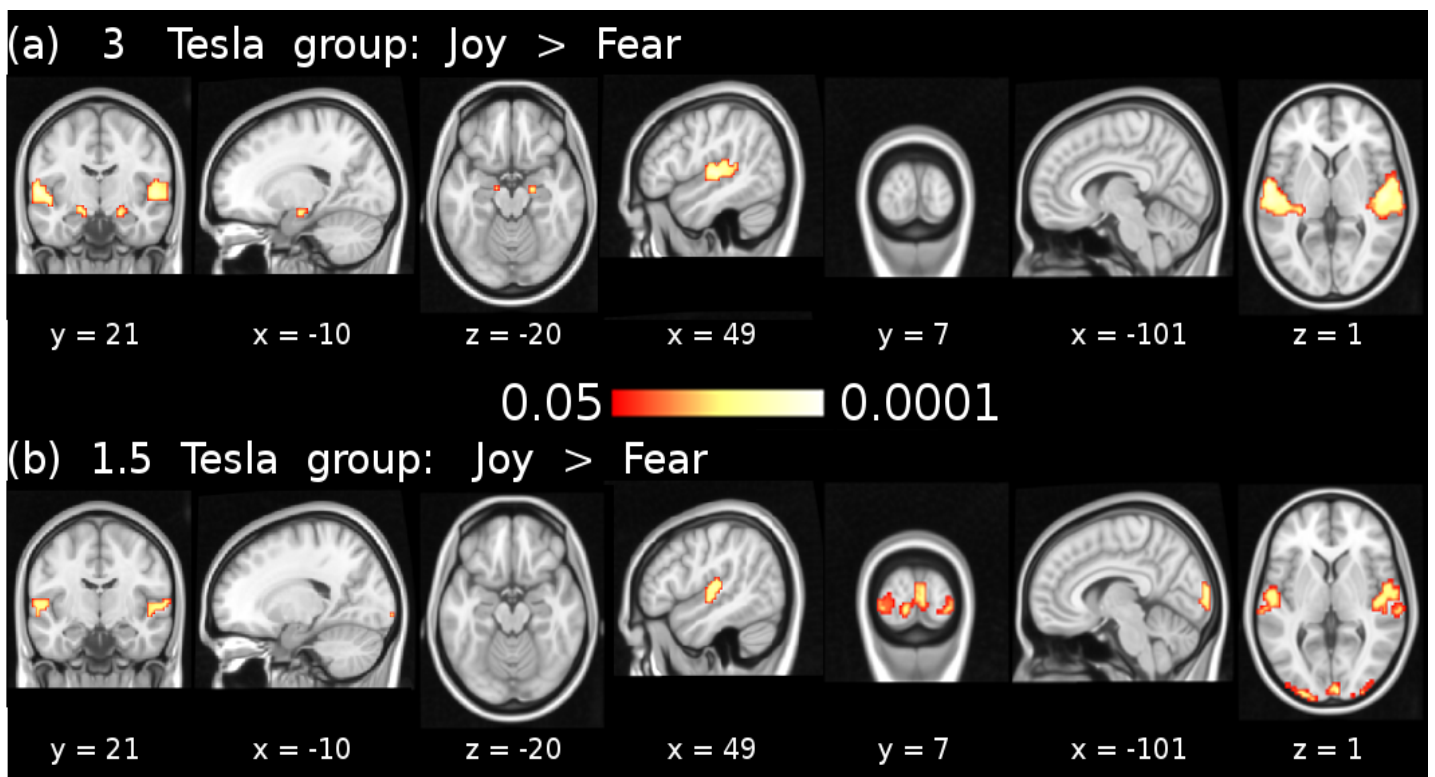 (a) 3 Tesla group: Joy > Fear
y = 21 x = -10 z = -20 x = 49 y = 7 x = -101 z = 1
0.05 0.0001
(b) 1.5 Tesla group: Joy > Fear
y = 21 x = -10 z = -20 x = 49 y = 7 x = -101 z = 1